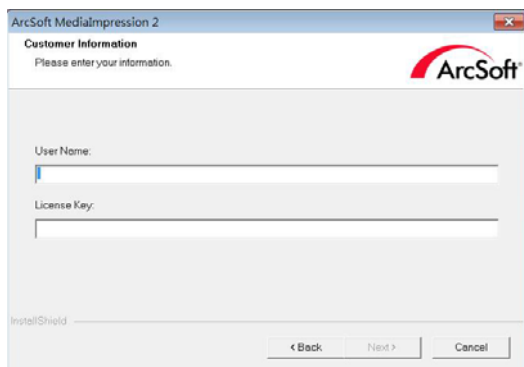 ArcSoft MediaImpression 2
Customer Information
Please enter your information.
ArcSoft®
User Name:
License Key:
InstallShield
< Back
Next >
Cancel